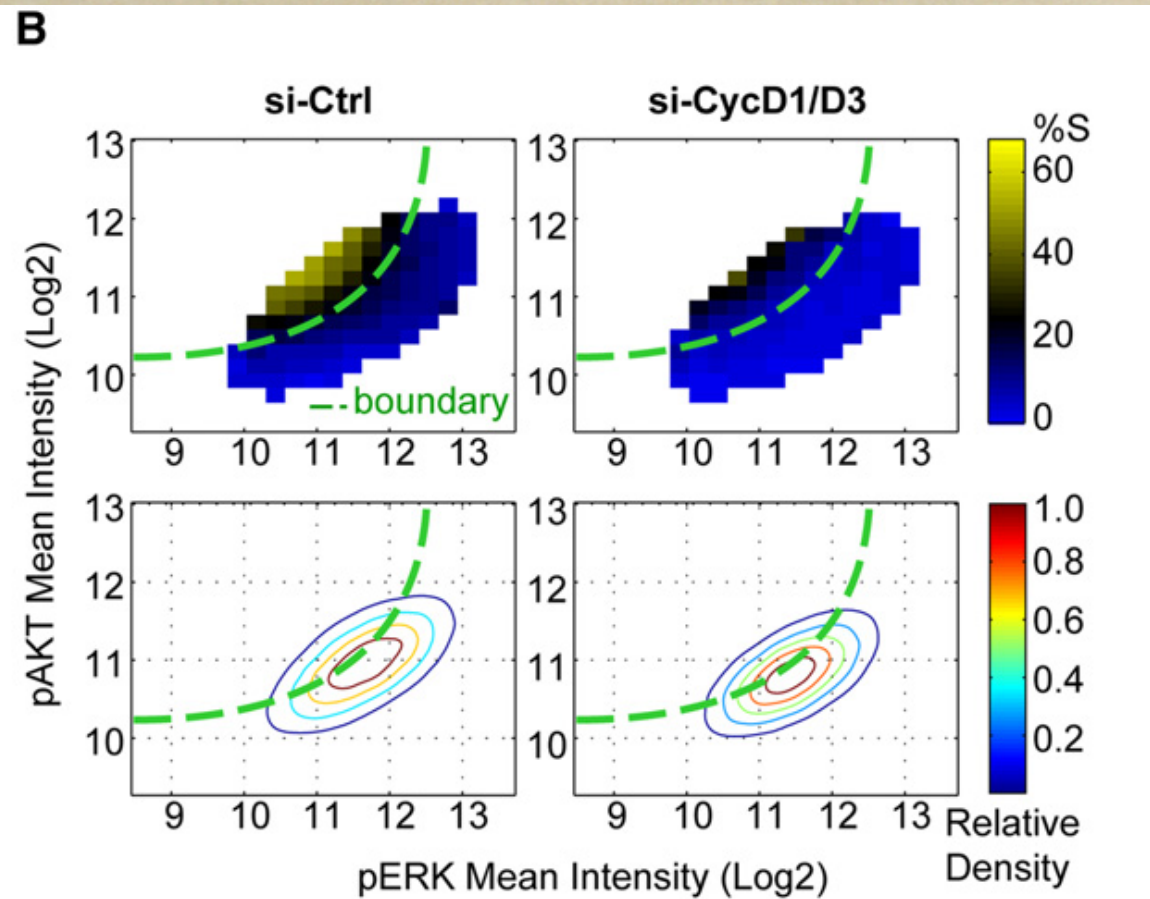 B
si-Ctrl
si-CycD1/D3
%S
13
12
11
10
9 10 11 12 13
boundary
13
12
11
10
9 10 11 12 13
60
40
20
0
13
12
11
10
9 10 11 12 13
13
12
11
10
9 10 11 12 13
1.0
0.8
0.6
0.4
0.2
Relative
Density
pAKT Mean Intensity (Log2)
pERK Mean Intensity (Log2)